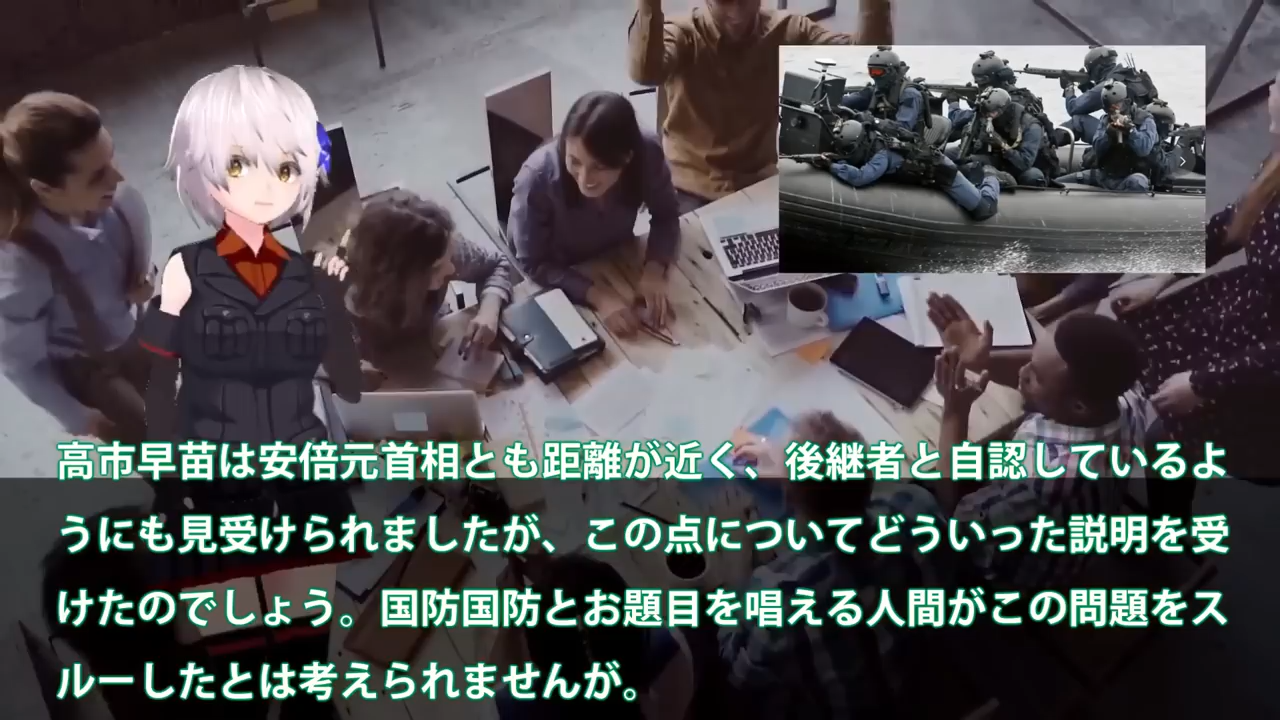 高市早苗は安倍元首相とも距離が近く、後継者と自認しているよ
うにも見受けられましたが、この点についてどういった説明を受
けたのでしょう。国防国防とお題目を唱える人間がこの問題をス
ルーしたとは考えられませんが。